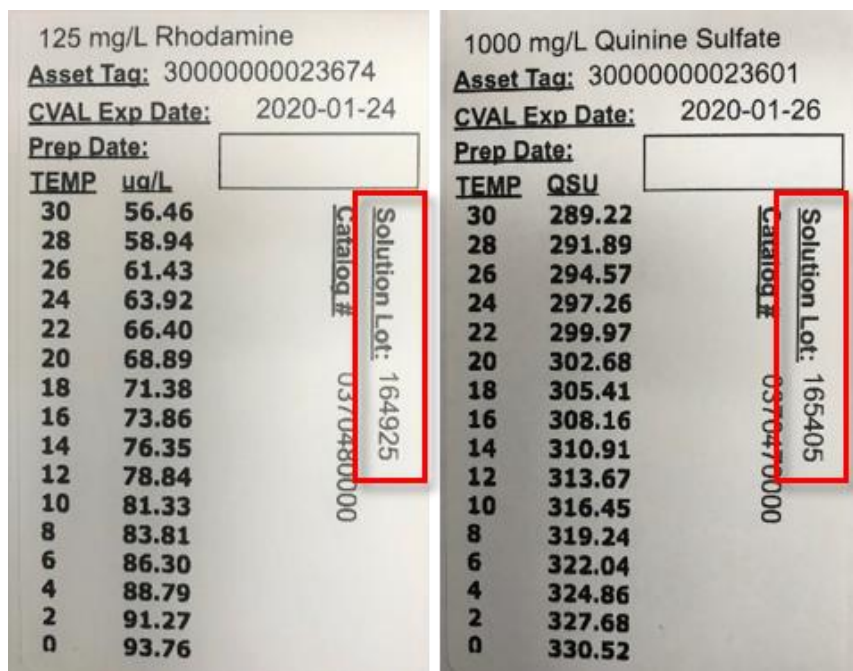 125 mg/L Rhodamine
Asset Tag: 30000000023674
CVAL Exp Date: 2020-01-24
Prep Date:
TEMP ug/L
30 56.46
28 58.94
26 61.43
24 63.92
22 66.40
20 68.89
18 71.38
16 73.86
14 76.35
12 78.84
10 81.33
8 83.81
6 86.30
4 88.79
2 91.27
0 93.76
Solution Lot: 164925
Catalog # 0370480000
1000 mg/L Quinine Sulfate
Asset Tag: 30000000023601
CVAL Exp Date: 2020-01-26
Prep Date:
TEMP QSU
30 289.22
28 291.89
26 294.57
24 297.26
22 299.97
20 302.68
18 305.41
16 308.16
14 310.91
12 313.67
10 316.45
8 319.24
6 322.04
4 324.86
2 327.68
0 330.52
Solution Lot: 165405
Catalog # 0370470000